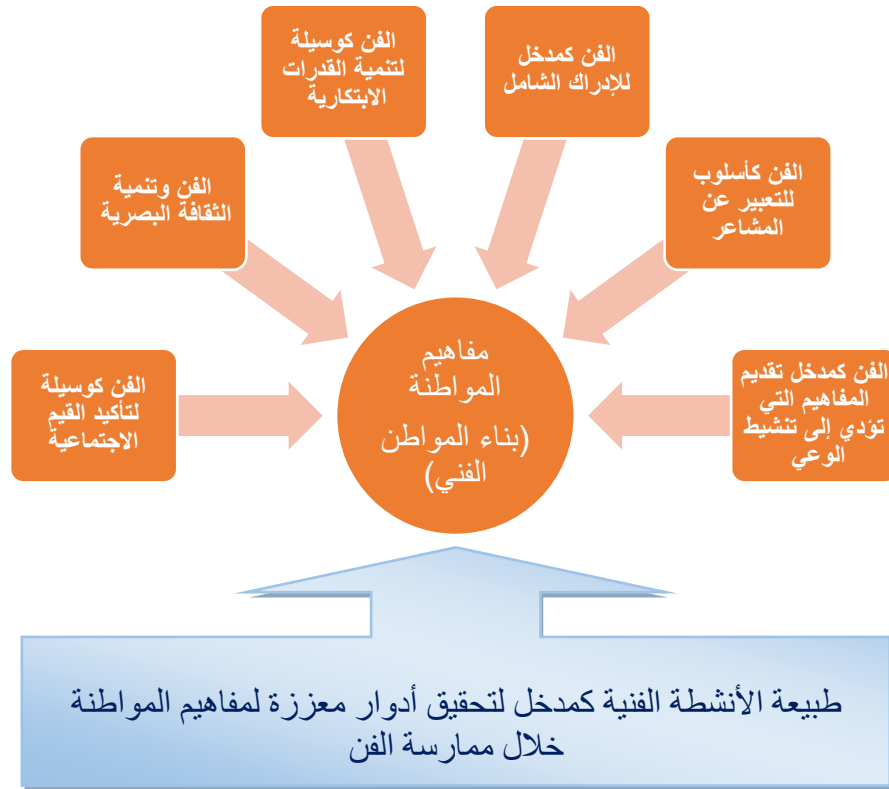 الفن كمدخل
للإدراك الشامل
الفن كوسيلة
لتنمية القدرات
الابتكارية
الفن كأسلوب
للتعبير عن
المشاعر
الفن وتنمية
الثقافة البصرية
الفن كمدخل تقديم
المفاهيم التي
تؤدي إلى تنشيط
الوعي
مفاهيم
المواطنة
(بناء المواطن
الفني)
الفن كوسيلة
لتأكيد القيم
الاجتماعية
طبيعة الأنشطة الفنية كمدخل لتحقيق أدوار معززة لمفاهيم المواطنة
خلال ممارسة الفن